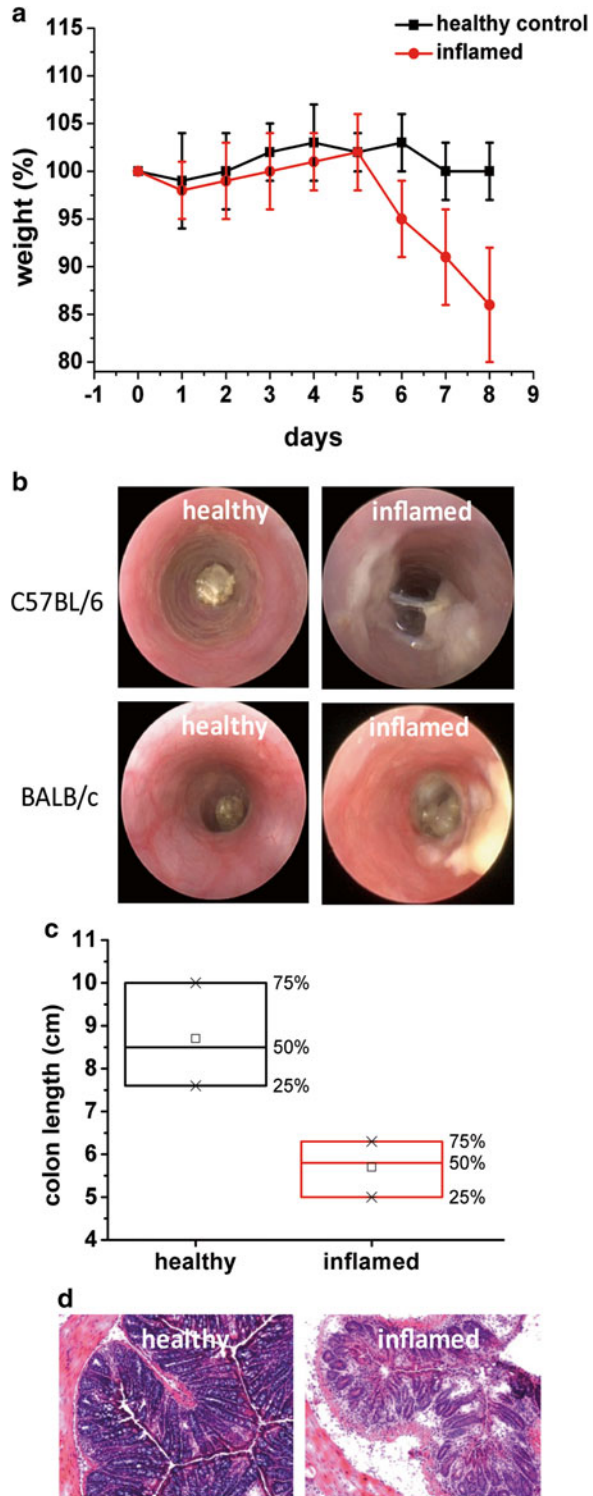 a
healthy control
inflamed
115
110
105
100
95
90
85
80
weight (%)
-1 0 1 2 3 4 5 6 7 8 9
days
b
healthy
inflamed
C57BL/6
healthy
inflamed
BALB/c
c
11
10
9
8
7
6
5
4
colon length (cm)
75%
50%
25%
75%
50%
25%
healthy
inflamed
d
healthy
inflamed